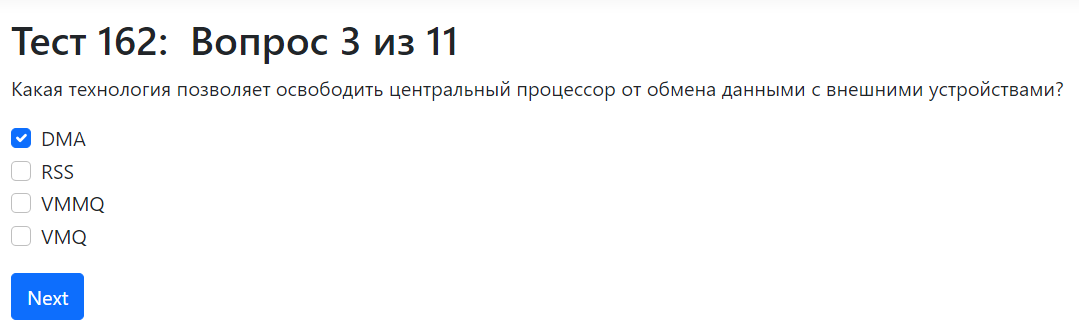 Тест 162: Вопрос 3 из 11
Какая технология позволяет освободить центральный процессор от обмена данными с внешними устройствами?
DMA
RSS
VMMQ
VMQ
Next